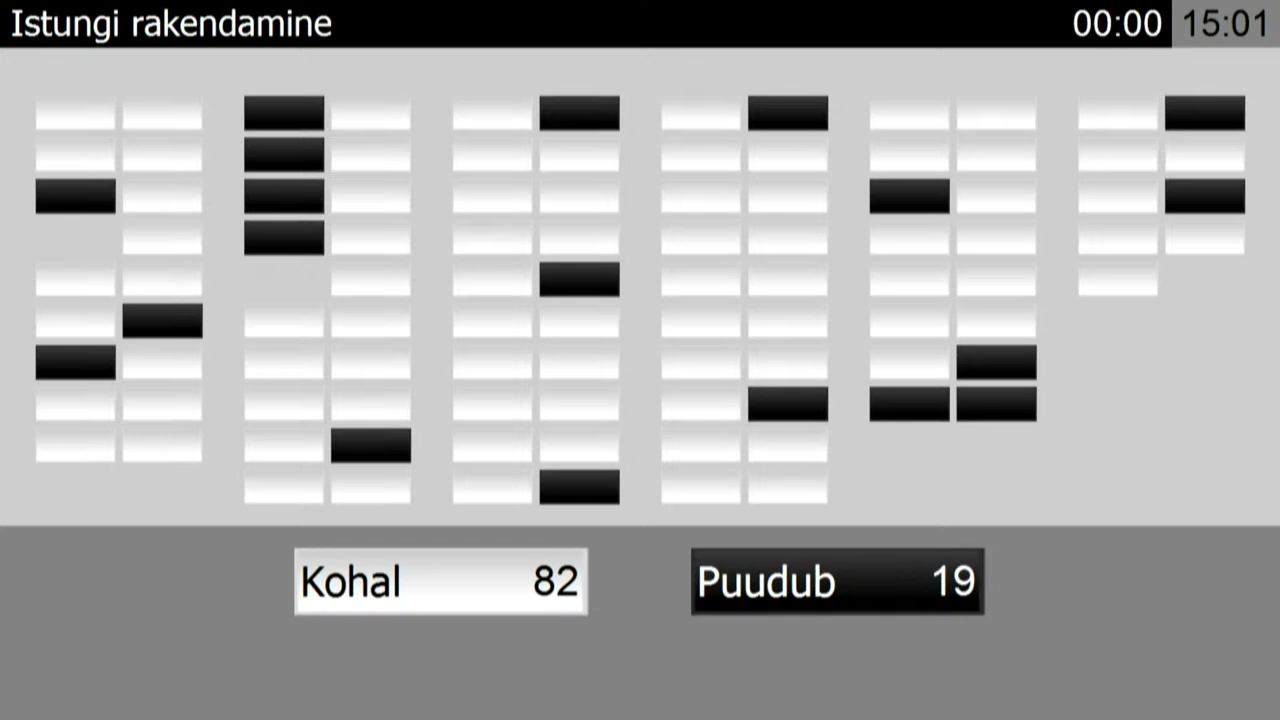 Istungi rakendamine 00:00 15:01
Kohal 82 Puudub 19